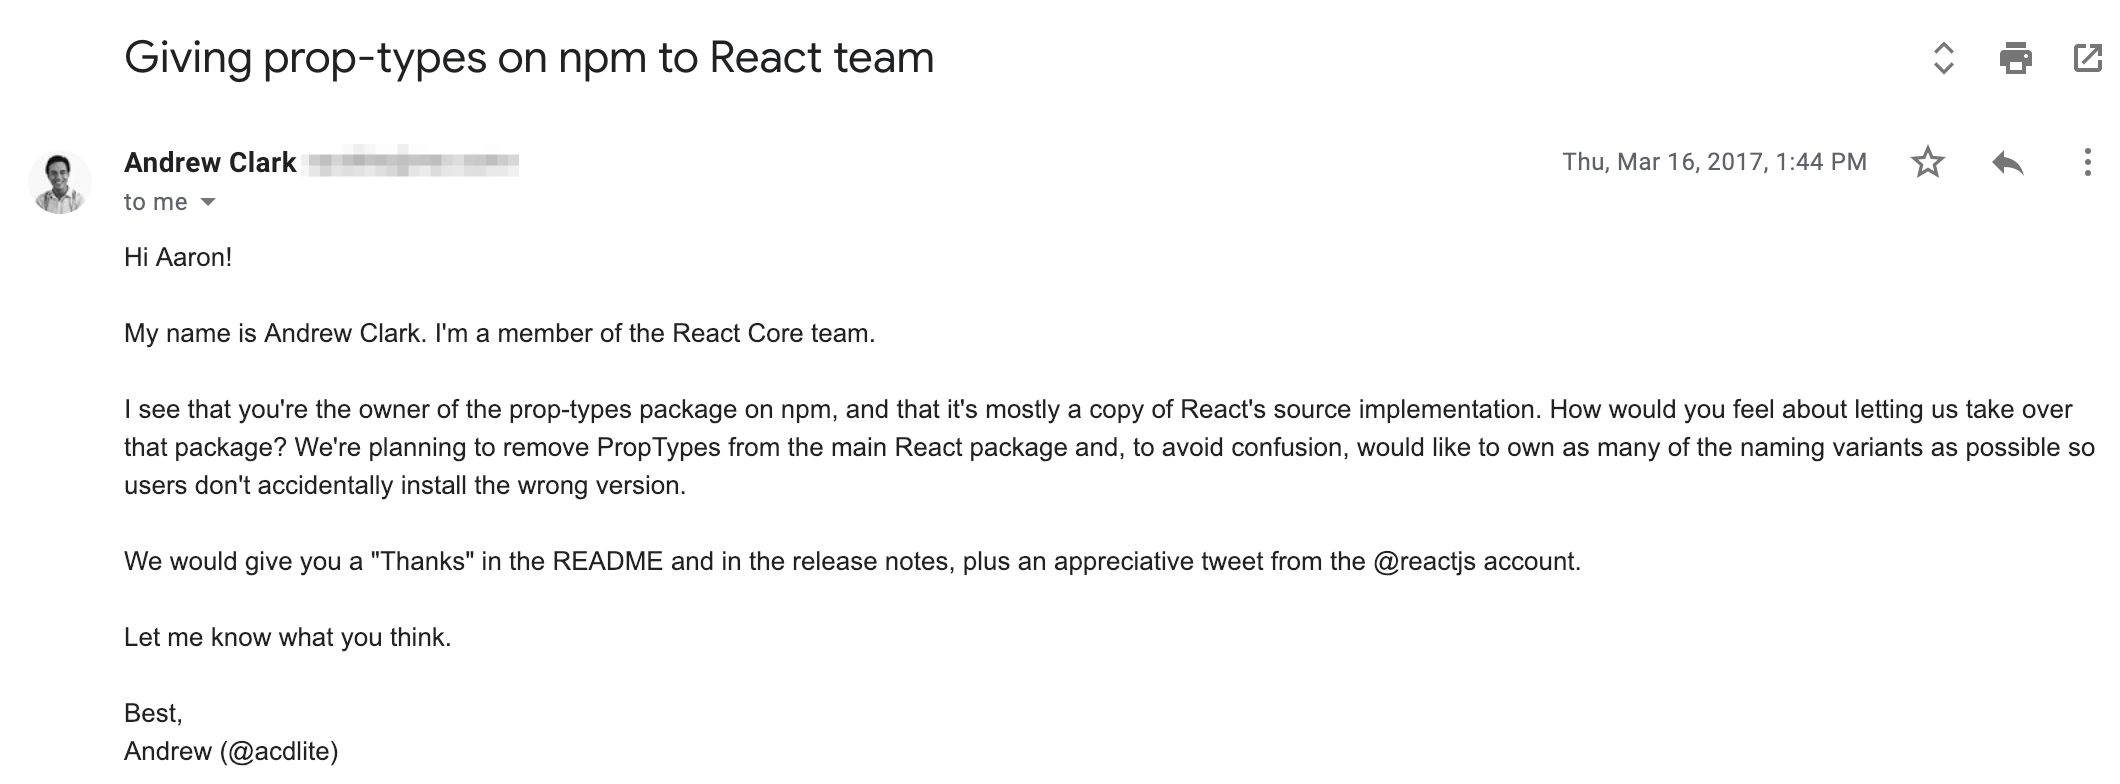 Giving prop-types on npm to React team
Andrew Clark
Thu, Mar 16, 2017, 1:44 PM
to me
Hi Aaron!
My name is Andrew Clark. I'm a member of the React Core team.
I see that you're the owner of the prop-types package on npm, and that it's mostly a copy of React's source implementation. How would you feel about letting us take over
that package? We're planning to remove PropTypes from the main React package and, to avoid confusion, would like to own as many of the naming variants as possible so
users don't accidentally install the wrong version.
We would give you a "Thanks" in the README and in the release notes, plus an appreciative tweet from the @reactjs account.
Let me know what you think.
Best,
Andrew (@acdlite)